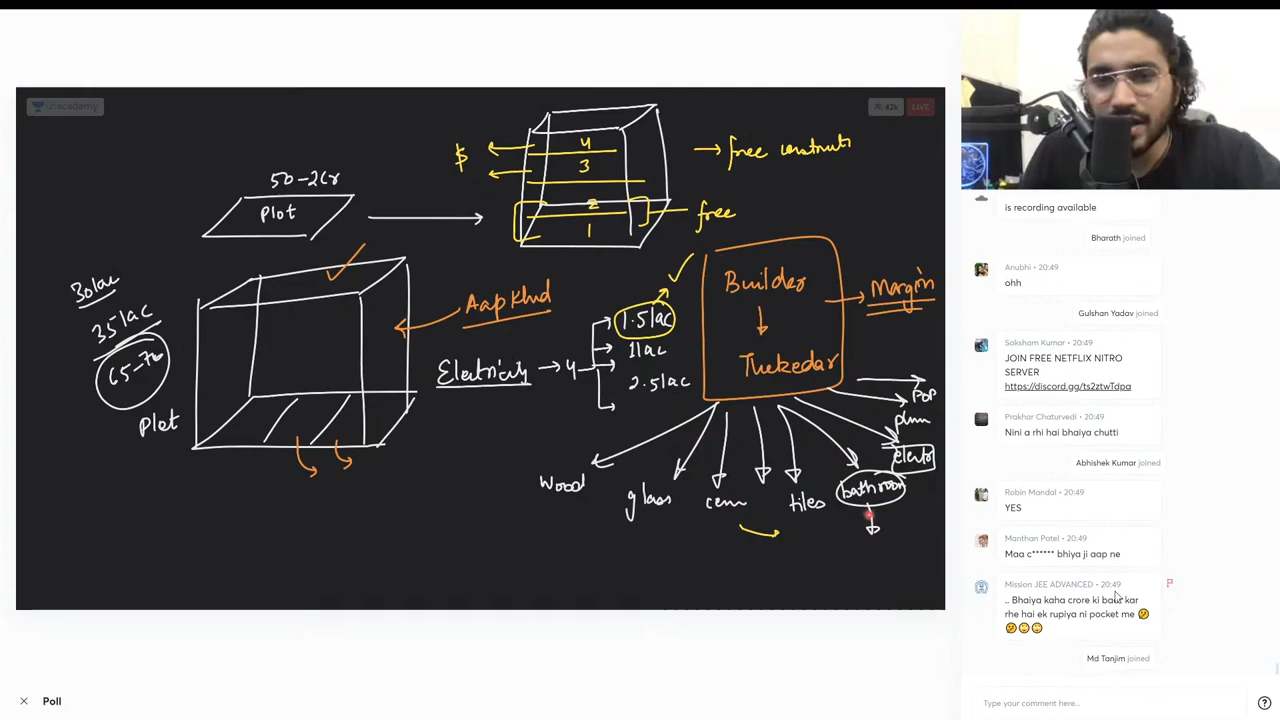 unacademy
42k
LIVE
50-2Cr
Plot
$
4
3
2
1
free
30lac
35lac
65-70
Plot
Aap Khud
Electricity → 4
1.5lac
1lac
2.5lac
Builder
Thekedar
Margin
POP
plum
electr
bathroom
tiles
cem
glass
wood
is recording available
Bharath joined
Anubhi • 20:49
ohh
Gulshan Yadav joined
Saksham Kumar • 20:49
JOIN FREE NETFLIX NITRO
SERVER
https://discord.gg/ts2ztwTdpa
Prakhar Chaturvedi • 20:49
Nini a rhi hai bhaiya chutti
Abhishek Kumar joined
Robin Mandal • 20:49
YES
Manthan Patel • 20:49
Maa c****** bhiya ji aap ne
Mission JEE ADVANCED • 20:49
.. Bhaiya kaha crore ki baat kar
rhe hai ek rupiya ni pocket me
Md Tanjim joined
Type your comment here...
Poll